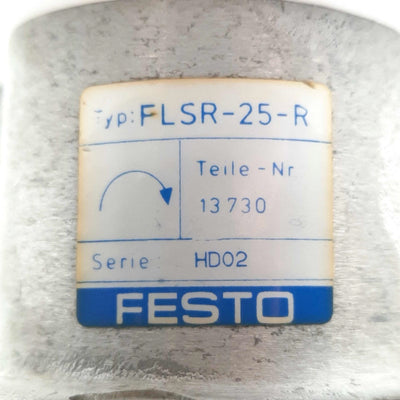 Typ: FLSR-25-R
Teile-Nr
13730
Serie: HD02
FESTO